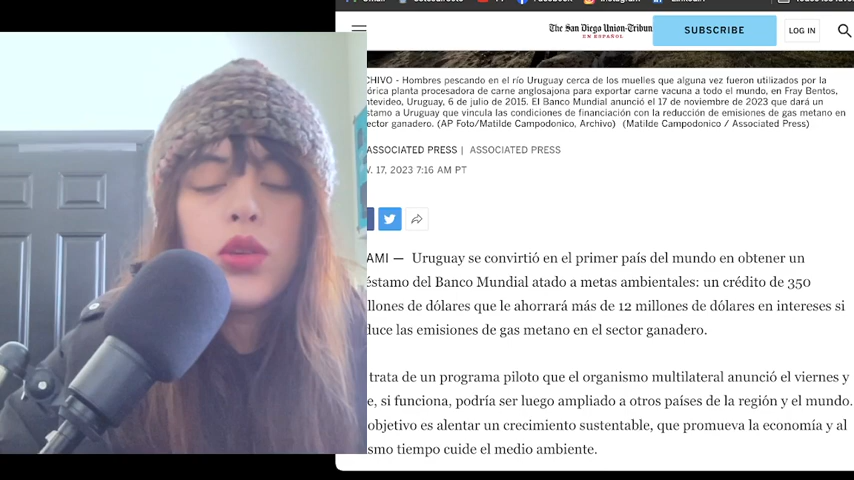 The San Diego Union-Tribun
EN ESPAÑOL
SUBSCRIBE
LOG IN
CHIVO - Hombres pescando en el río Uruguay cerca de los muelles que alguna vez fueron utilizados por la
órica planta procesadora de carne anglosajona para exportar carne vacuna a todo el mundo, en Fray Bentos,
ntevideo, Uruguay, 6 de julio de 2015. El Banco Mundial anunció el 17 de noviembre de 2023 que dará un
éstamo a Uruguay que vincula las condiciones de financiación con la reducción de emisiones de gas metano en
ector ganadero. (AP Foto/Matilde Campodonico, Archivo) (Matilde Campodonico / Associated Press)
ASSOCIATED PRESS | ASSOCIATED PRESS
V. 17, 2023 7:16 AM PT
AMI — Uruguay se convirtió en el primer país del mundo en obtener un
éstamo del Banco Mundial atado a metas ambientales: un crédito de 350
llones de dólares que le ahorrará más de 12 millones de dólares en intereses si
duce las emisiones de gas metano en el sector ganadero.
trata de un programa piloto que el organismo multilateral anunció el viernes y
e, si funciona, podría ser luego ampliado a otros países de la región y el mundo.
objetivo es alentar un crecimiento sustentable, que promueva la economía y al
smo tiempo cuide el medio ambiente.